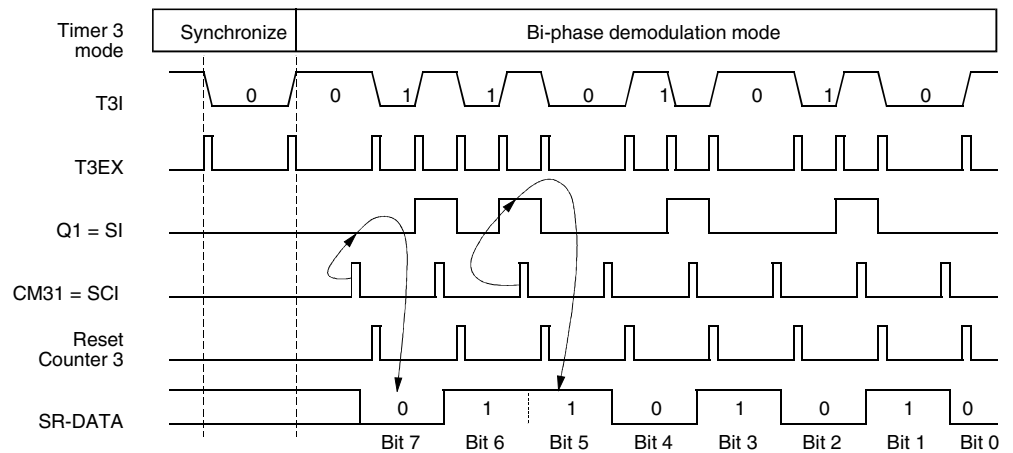 Timer 3
mode
Synchronize
Bi-phase demodulation mode
T3I
0 0 1 1 0 1 0 1 0
T3EX
Q1 = SI
CM31 = SCI
Reset
Counter 3
SR-DATA
0 1 1 0 1 0 1 0
Bit 7 Bit 6 Bit 5 Bit 4 Bit 3 Bit 2 Bit 1 Bit 0